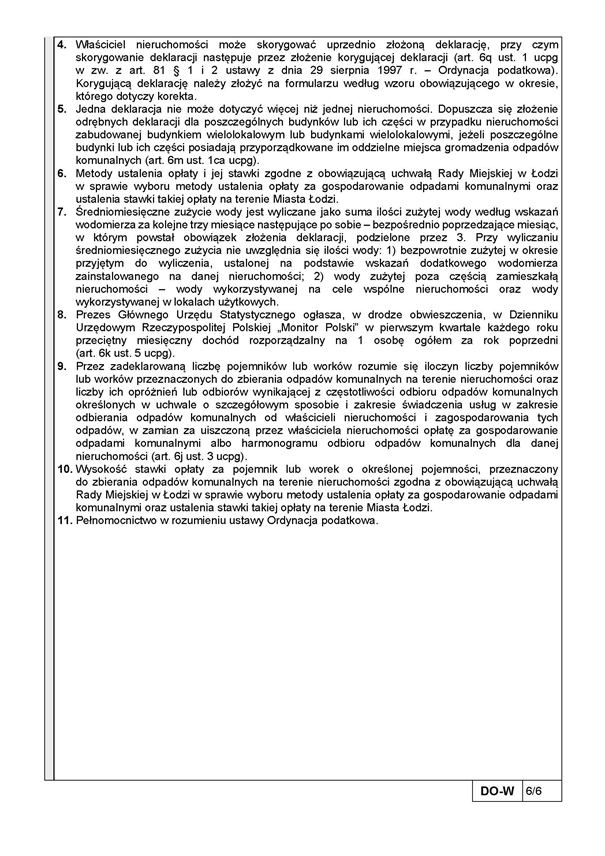 4. Właściciel nieruchomości może skorygować uprzednio złożoną deklarację, przy czym
skorygowanie deklaracji następuje przez złożenie korygującej deklaracji (art. 6q ust. 1 ucpg
w zw. z art. 81 § 1 i 2 ustawy z dnia 29 sierpnia 1997 r. – Ordynacja podatkowa).
Korygującą deklarację należy złożyć na formularzu według wzoru obowiązującego w okresie,
którego dotyczy korekta.
5. Jedna deklaracja nie może dotyczyć więcej niż jednej nieruchomości. Dopuszcza się złożenie
odrębnych deklaracji dla poszczególnych budynków lub ich części w przypadku nieruchomości
zabudowanej budynkiem wielolokalowym lub budynkami wielolokalowymi, jeżeli poszczególne
budynki lub ich części posiadają przyporządkowane im oddzielne miejsca gromadzenia odpadów
komunalnych (art. 6m ust. 1ca ucpg).
6. Metody ustalenia opłaty i jej stawki zgodne z obowiązującą uchwałą Rady Miejskiej w Łodzi
w sprawie wyboru metody ustalenia opłaty za gospodarowanie odpadami komunalnymi oraz
ustalenia stawki takiej opłaty na terenie Miasta Łodzi.
7. Średniomiesięczne zużycie wody jest wyliczane jako suma ilości zużytej wody według wskazań
wodomierza za kolejne trzy miesiące następujące po sobie – bezpośrednio poprzedzające miesiąc,
w którym powstał obowiązek złożenia deklaracji, podzielone przez 3. Przy wyliczaniu
średniomiesięcznego zużycia nie uwzględnia się ilości wody: 1) bezpowrotnie zużytej w okresie
przyjętym do wyliczenia, ustalonej na podstawie wskazań dodatkowego wodomierza
zainstalowanego na danej nieruchomości; 2) wody zużytej poza częścią zamieszkałą
nieruchomości – wody wykorzystywanej na cele wspólne nieruchomości oraz wody
wykorzystywanej w lokalach użytkowych.
8. Prezes Głównego Urzędu Statystycznego ogłasza, w drodze obwieszczenia, w Dzienniku
Urzędowym Rzeczypospolitej Polskiej „Monitor Polski” w pierwszym kwartale każdego roku
przeciętny miesięczny dochód rozporządzalny na 1 osobę ogółem za rok poprzedni
(art. 6k ust. 5 ucpg).
9. Przez zadeklarowaną liczbę pojemników lub worków rozumie się iloczyn liczby pojemników
lub worków przeznaczonych do zbierania odpadów komunalnych na terenie nieruchomości oraz
liczby ich opróżnień lub odbiorów wynikającej z częstotliwości odbioru odpadów komunalnych
określonych w uchwale o szczegółowym sposobie i zakresie świadczenia usług w zakresie
odbierania odpadów komunalnych od właścicieli nieruchomości i zagospodarowania tych
odpadów, w zamian za uiszczoną przez właściciela nieruchomości opłatę za gospodarowanie
odpadami komunalnymi albo harmonogramu odbioru odpadów komunalnych dla danej
nieruchomości (art. 6j ust. 3 ucpg).
10. Wysokość stawki opłaty za pojemnik lub worek o określonej pojemności, przeznaczony
do zbierania odpadów komunalnych na terenie nieruchomości zgodna z obowiązującą uchwałą
Rady Miejskiej w Łodzi w sprawie wyboru metody ustalenia opłaty za gospodarowanie odpadami
komunalnymi oraz ustalenia stawki takiej opłaty na terenie Miasta Łodzi.
11. Pełnomocnictwo w rozumieniu ustawy Ordynacja podatkowa.
DO-W 6/6